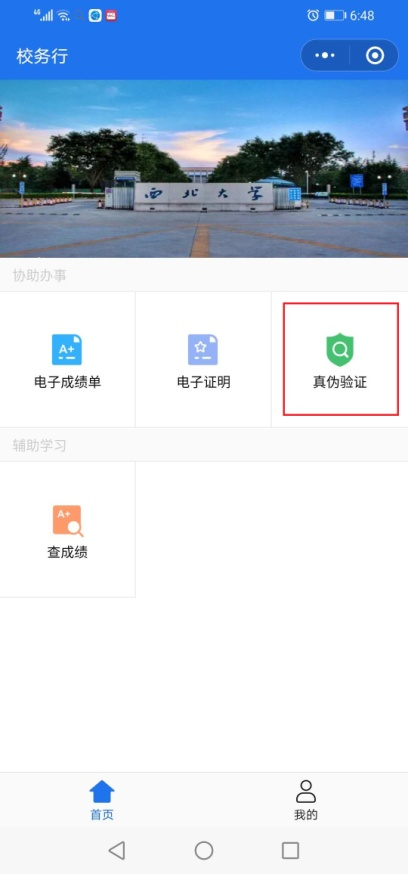 4G
6:48
校务行
西北大学
协助办事
A+
电子成绩单
电子证明
真伪验证
辅助学习
A+
查成绩
首页
我的